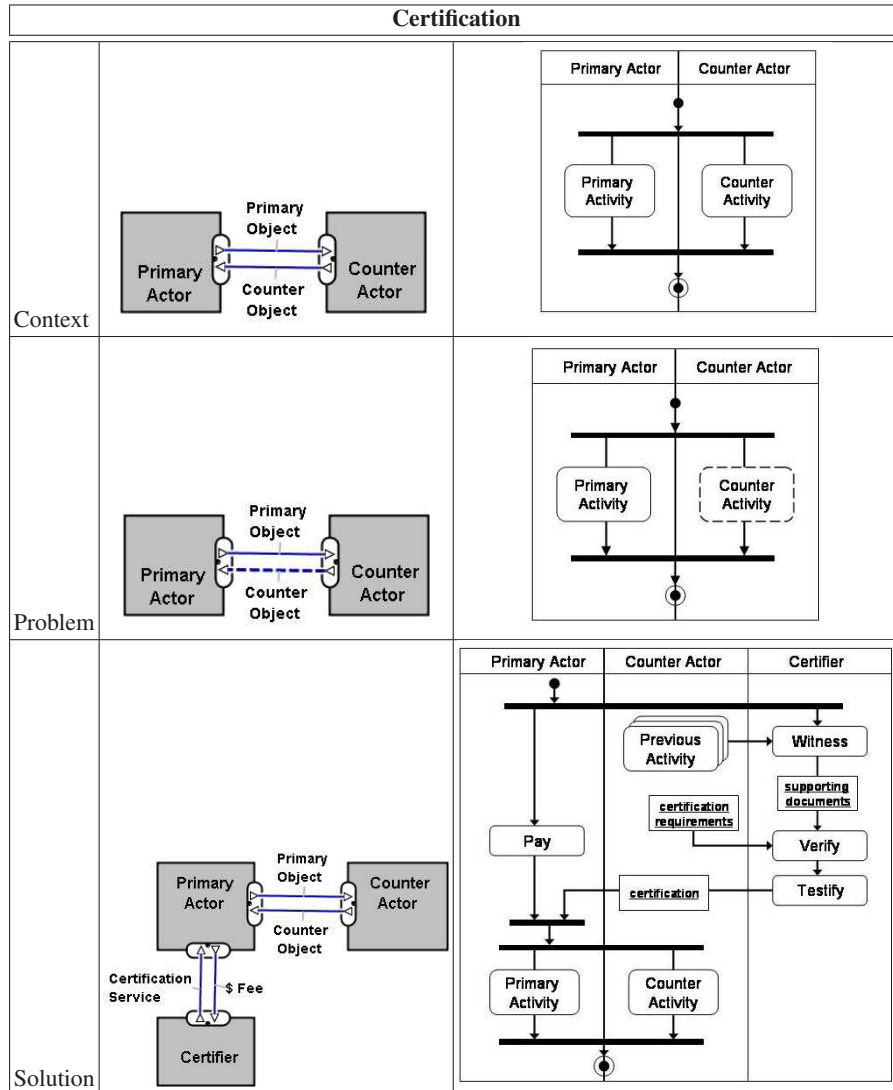 Certification
Context
Primary
Object
Primary
Actor
Counter
Actor
Counter
Object
Primary Actor
Counter Actor
Primary
Activity
Counter
Activity
Problem
Primary
Object
Primary
Actor
Counter
Actor
Counter
Object
Primary Actor
Counter Actor
Primary
Activity
Counter
Activity
Solution
Primary
Actor
Primary
Object
Counter
Actor
Counter
Object
Certification
Service
$ Fee
Certifier
Primary Actor
Counter Actor
Certifier
Previous
Activity
Witness
supporting
documents
certification
requirements
Pay
Verify
certification
Testify
Primary
Activity
Counter
Activity